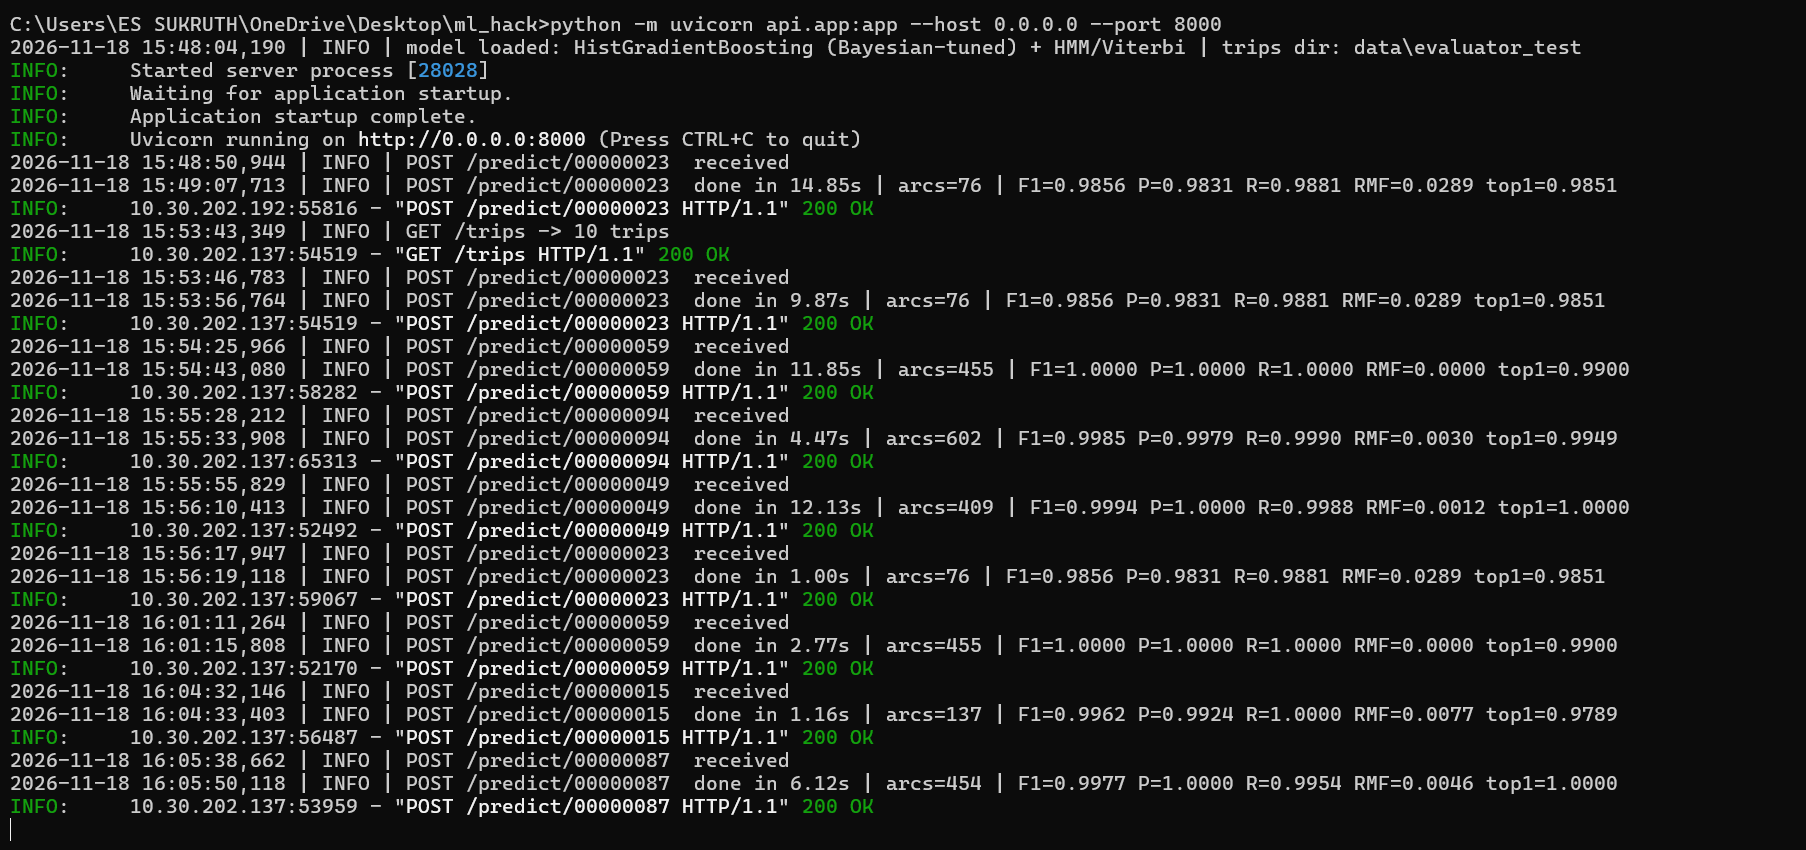 C:\Users\ES SUKRUTH\OneDrive\Desktop\ml_hack>python -m uvicorn api.app:app --host 0.0.0.0 --port 8000
2026-11-18 15:48:04,190 | INFO | model loaded: HistGradientBoosting (Bayesian-tuned) + HMM/Viterbi | trips dir: data\evaluator_test
INFO:     Started server process [28028]
INFO:     Waiting for application startup.
INFO:     Application startup complete.
INFO:     Uvicorn running on http://0.0.0.0:8000 (Press CTRL+C to quit)
2026-11-18 15:48:50,944 | INFO | POST /predict/00000023  received
2026-11-18 15:49:07,713 | INFO | POST /predict/00000023  done in 14.85s | arcs=76 | F1=0.9856 P=0.9831 R=0.9881 RMF=0.0289 top1=0.9851
INFO:     10.30.202.192:55816 - "POST /predict/00000023 HTTP/1.1" 200 OK
2026-11-18 15:53:43,349 | INFO | GET /trips -> 10 trips
INFO:     10.30.202.137:54519 - "GET /trips HTTP/1.1" 200 OK
2026-11-18 15:53:46,783 | INFO | POST /predict/00000023  received
2026-11-18 15:53:56,764 | INFO | POST /predict/00000023  done in 9.87s | arcs=76 | F1=0.9856 P=0.9831 R=0.9881 RMF=0.0289 top1=0.9851
INFO:     10.30.202.137:54519 - "POST /predict/00000023 HTTP/1.1" 200 OK
2026-11-18 15:54:25,966 | INFO | POST /predict/00000059  received
2026-11-18 15:54:43,080 | INFO | POST /predict/00000059  done in 11.85s | arcs=455 | F1=1.0000 P=1.0000 R=1.0000 RMF=0.0000 top1=0.9900
INFO:     10.30.202.137:58282 - "POST /predict/00000059 HTTP/1.1" 200 OK
2026-11-18 15:55:28,212 | INFO | POST /predict/00000094  received
2026-11-18 15:55:33,908 | INFO | POST /predict/00000094  done in 4.47s | arcs=602 | F1=0.9985 P=0.9979 R=0.9990 RMF=0.0030 top1=0.9949
INFO:     10.30.202.137:65313 - "POST /predict/00000094 HTTP/1.1" 200 OK
2026-11-18 15:55:55,829 | INFO | POST /predict/00000049  received
2026-11-18 15:56:10,413 | INFO | POST /predict/00000049  done in 12.13s | arcs=409 | F1=0.9994 P=1.0000 R=0.9988 RMF=0.0012 top1=1.0000
INFO:     10.30.202.137:52492 - "POST /predict/00000049 HTTP/1.1" 200 OK
2026-11-18 15:56:17,947 | INFO | POST /predict/00000023  received
2026-11-18 15:56:19,118 | INFO | POST /predict/00000023  done in 1.00s | arcs=76 | F1=0.9856 P=0.9831 R=0.9881 RMF=0.0289 top1=0.9851
INFO:     10.30.202.137:59067 - "POST /predict/00000023 HTTP/1.1" 200 OK
2026-11-18 16:01:11,264 | INFO | POST /predict/00000059  received
2026-11-18 16:01:15,808 | INFO | POST /predict/00000059  done in 2.77s | arcs=455 | F1=1.0000 P=1.0000 R=1.0000 RMF=0.0000 top1=0.9900
INFO:     10.30.202.137:52170 - "POST /predict/00000059 HTTP/1.1" 200 OK
2026-11-18 16:04:32,146 | INFO | POST /predict/00000015  received
2026-11-18 16:04:33,403 | INFO | POST /predict/00000015  done in 1.16s | arcs=137 | F1=0.9962 P=0.9924 R=1.0000 RMF=0.0077 top1=0.9789
INFO:     10.30.202.137:56487 - "POST /predict/00000015 HTTP/1.1" 200 OK
2026-11-18 16:05:38,662 | INFO | POST /predict/00000087  received
2026-11-18 16:05:50,118 | INFO | POST /predict/00000087  done in 6.12s | arcs=454 | F1=0.9977 P=1.0000 R=0.9954 RMF=0.0046 top1=1.0000
INFO:     10.30.202.137:53959 - "POST /predict/00000087 HTTP/1.1" 200 OK